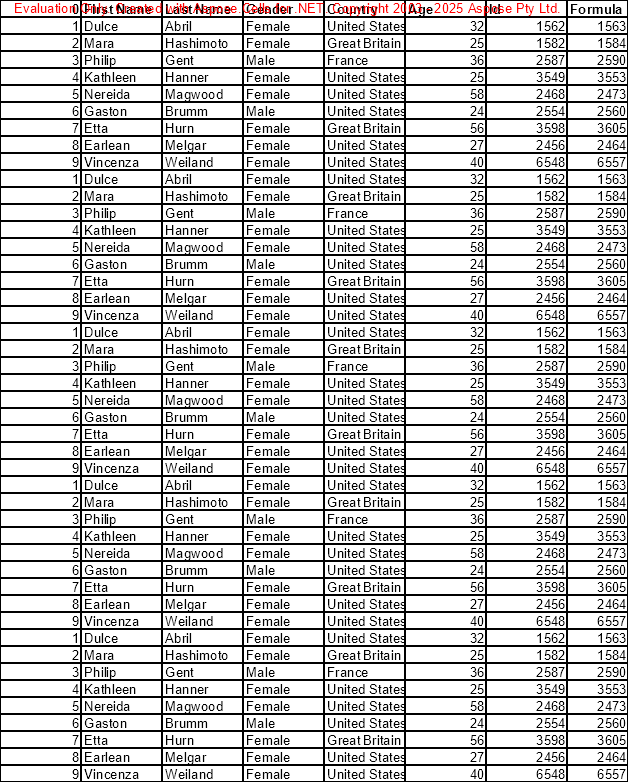 Evaluation Only. Created with Aspose.Cells for .NET. Copyright 2003 - 2025 Aspose Pty Ltd.
0 First Name Last Name Gender Country Age Id Formula
1 Dulce Abril Female United States 32 1562 1563
2 Mara Hashimoto Female Great Britain 25 1582 1584
3 Philip Gent Male France 36 2587 2590
4 Kathleen Hanner Female United States 25 3549 3553
5 Nereida Magwood Female United States 58 2468 2473
6 Gaston Brumm Male United States 24 2554 2560
7 Etta Hurn Female Great Britain 56 3598 3605
8 Earlean Melgar Female United States 27 2456 2464
9 Vincenza Weiland Female United States 40 6548 6557
1 Dulce Abril Female United States 32 1562 1563
2 Mara Hashimoto Female Great Britain 25 1582 1584
3 Philip Gent Male France 36 2587 2590
4 Kathleen Hanner Female United States 25 3549 3553
5 Nereida Magwood Female United States 58 2468 2473
6 Gaston Brumm Male United States 24 2554 2560
7 Etta Hurn Female Great Britain 56 3598 3605
8 Earlean Melgar Female United States 27 2456 2464
9 Vincenza Weiland Female United States 40 6548 6557
1 Dulce Abril Female United States 32 1562 1563
2 Mara Hashimoto Female Great Britain 25 1582 1584
3 Philip Gent Male France 36 2587 2590
4 Kathleen Hanner Female United States 25 3549 3553
5 Nereida Magwood Female United States 58 2468 2473
6 Gaston Brumm Male United States 24 2554 2560
7 Etta Hurn Female Great Britain 56 3598 3605
8 Earlean Melgar Female United States 27 2456 2464
9 Vincenza Weiland Female United States 40 6548 6557
1 Dulce Abril Female United States 32 1562 1563
2 Mara Hashimoto Female Great Britain 25 1582 1584
3 Philip Gent Male France 36 2587 2590
4 Kathleen Hanner Female United States 25 3549 3553
5 Nereida Magwood Female United States 58 2468 2473
6 Gaston Brumm Male United States 24 2554 2560
7 Etta Hurn Female Great Britain 56 3598 3605
8 Earlean Melgar Female United States 27 2456 2464
9 Vincenza Weiland Female United States 40 6548 6557
1 Dulce Abril Female United States 32 1562 1563
2 Mara Hashimoto Female Great Britain 25 1582 1584
3 Philip Gent Male France 36 2587 2590
4 Kathleen Hanner Female United States 25 3549 3553
5 Nereida Magwood Female United States 58 2468 2473
6 Gaston Brumm Male United States 24 2554 2560
7 Etta Hurn Female Great Britain 56 3598 3605
8 Earlean Melgar Female United States 27 2456 2464
9 Vincenza Weiland Female United States 40 6548 6557